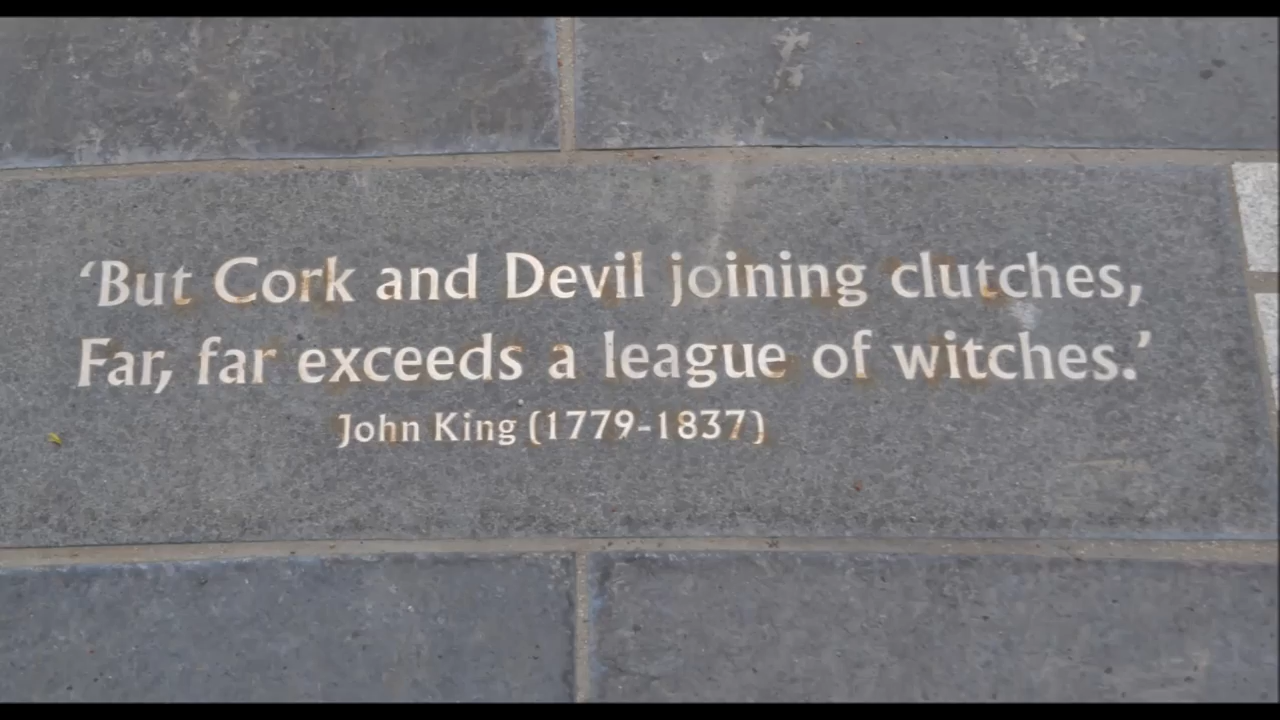 ‘But Cork and Devil joining clutches,
Far, far exceeds a league of witches.’
John King (1779-1837)